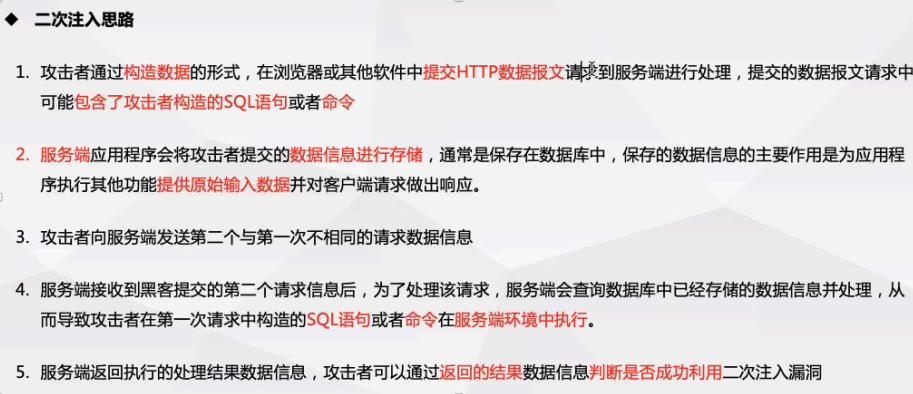 ◆ 二次注入思路
1. 攻击者通过构造数据的形式，在浏览器或其他软件中提交HTTP数据报文请求到服务端进行处理，提交的数据报文请求中
可能包含了攻击者构造的SQL语句或者命令
2. 服务端应用程序会将攻击者提交的数据信息进行存储，通常是保存在数据库中，保存的数据信息的主要作用是为应用程
序执行其他功能提供原始输入数据并对客户端请求做出响应。
3. 攻击者向服务端发送第二个与第一次不相同的请求数据信息
4. 服务端接收到黑客提交的第二个请求信息后，为了处理该请求，服务端会查询数据库中已经存储的数据信息并处理，从
而导致攻击者在第一次请求中构造的SQL语句或者命令在服务端环境中执行。
5. 服务端返回执行的处理结果数据信息，攻击者可以通过返回的结果数据信息判断是否成功利用二次注入漏洞